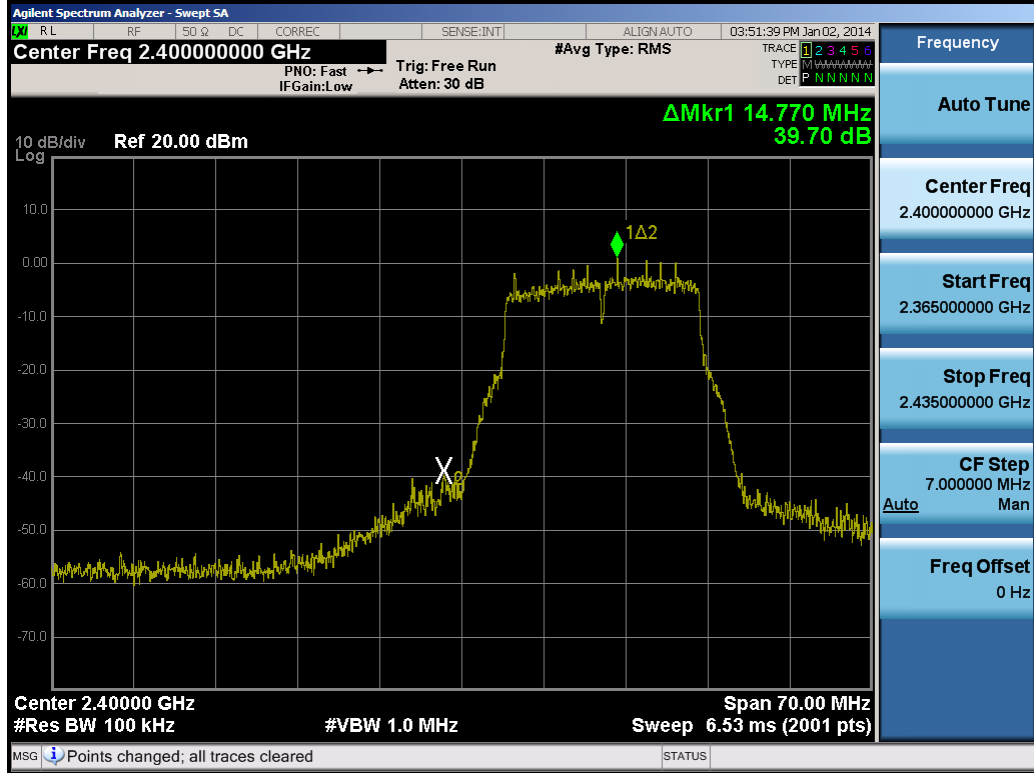 Agilent Spectrum Analyzer - Swept SA
LXI RL RF 50 Ω DC CORREC SENSE:INT ALIGN AUTO 03:51:39 PM Jan 02, 2014
Center Freq 2.400000000 GHz
PNO: Fast
IFGain:Low
Trig: Free Run
Atten: 30 dB
#Avg Type: RMS
TRACE 1 2 3 4 5 6
TYPE M WWWWW
DET P N N N N N
ΔMkr1 14.770 MHz
39.70 dB
10 dB/div Ref 20.00 dBm
Log
10.0
0.00
-10.0
-20.0
-30.0
-40.0
-50.0
-60.0
-70.0
1Δ2
X2
Center 2.40000 GHz Span 70.00 MHz
#Res BW 100 kHz #VBW 1.0 MHz Sweep 6.53 ms (2001 pts)
MSG Points changed; all traces cleared STATUS
Frequency
Auto Tune
Center Freq
2.400000000 GHz
Start Freq
2.365000000 GHz
Stop Freq
2.435000000 GHz
CF Step
7.000000 MHz
Auto Man
Freq Offset
0 Hz